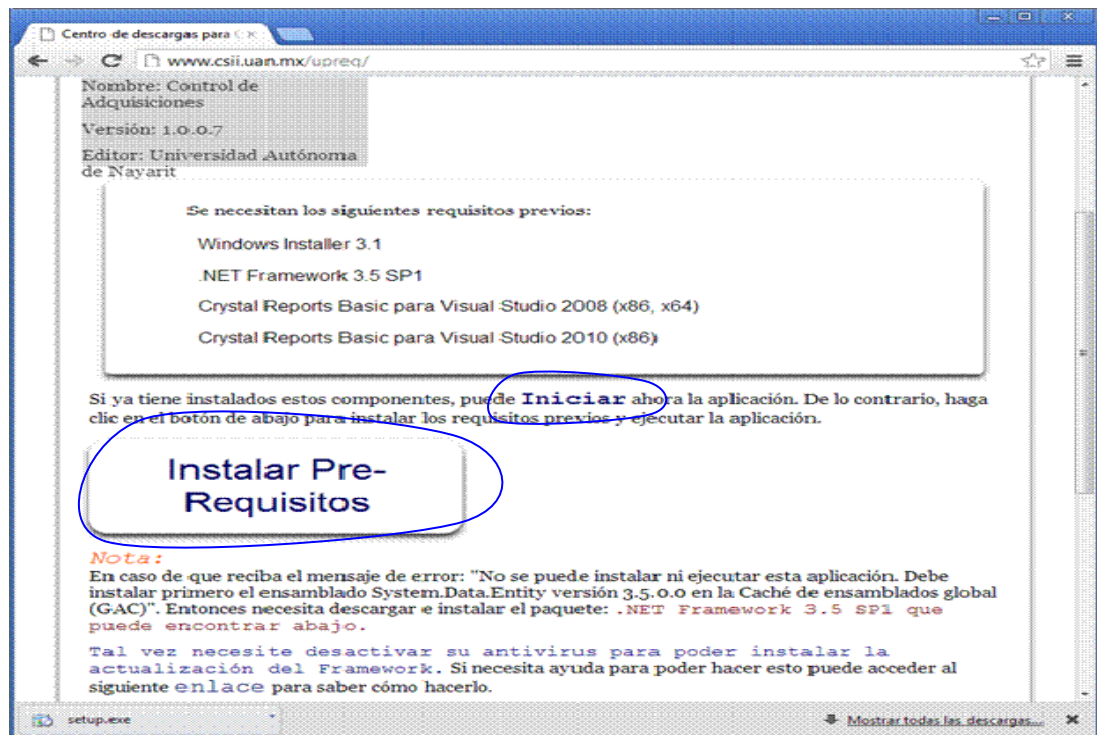 Centro de descargas para C
www.csii.uan.mx/upreq/
Nombre: Control de
Adquisiciones
Versión: 1.0.0.7
Editor: Universidad Autónoma
de Nayarit
Se necesitan los siguientes requisitos previos:
Windows Installer 3.1
.NET Framework 3.5 SP1
Crystal Reports Basic para Visual Studio 2008 (x86, x64)
Crystal Reports Basic para Visual Studio 2010 (x86)
Si ya tiene instalados estos componentes, puede Iniciar ahora la aplicación. De lo contrario, haga
clic en el botón de abajo para instalar los requisitos previos y ejecutar la aplicación.
Instalar Pre-
Requisitos
Nota:
En caso de que reciba el mensaje de error: "No se puede instalar ni ejecutar esta aplicación. Debe
instalar primero el ensamblado System.Data.Entity versión 3.5.0.0 en la Caché de ensamblados global
(GAC)". Entonces necesita descargar e instalar el paquete: .NET Framework 3.5 SP1 que
puede encontrar abajo.
Tal vez necesite desactivar su antivirus para poder instalar la
actualización del Framework. Si necesita ayuda para poder hacer esto puede acceder al
siguiente enlace para saber cómo hacerlo.
setup.exe
Mostrar todas las descargas...